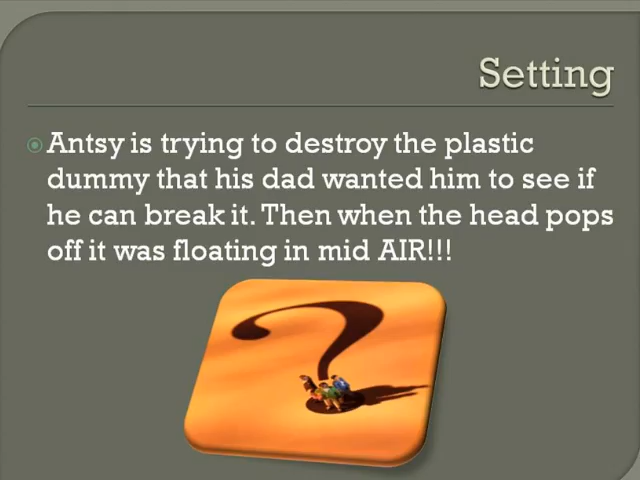 Setting
Antsy is trying to destroy the plastic
dummy that his dad wanted him to see if
he can break it. Then when the head pops
off it was floating in mid AIR!!!